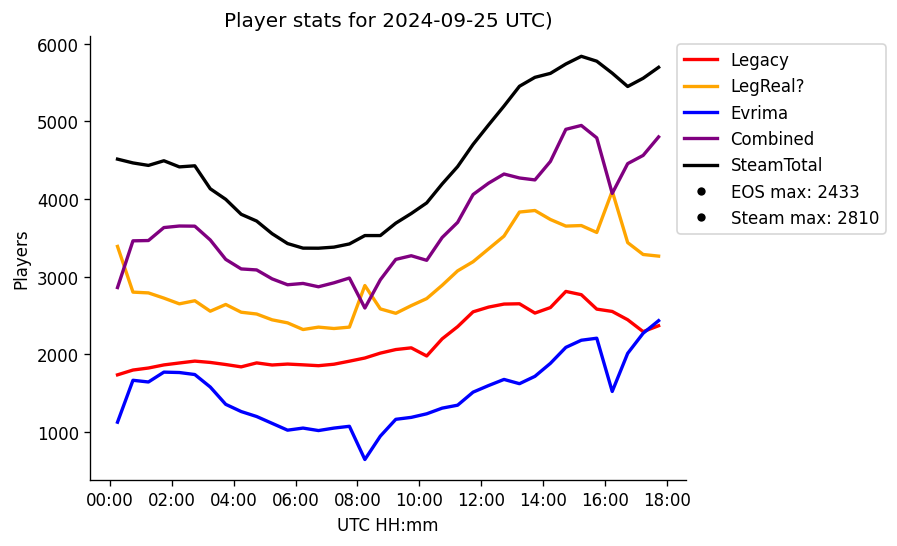 Player stats for 2024-09-25 UTC)
6000
5000
4000
3000
2000
1000
Players
00:00 02:00 04:00 06:00 08:00 10:00 12:00 14:00 16:00 18:00
UTC HH:mm
Legacy
LegReal?
Evrima
Combined
SteamTotal
EOS max: 2433
Steam max: 2810